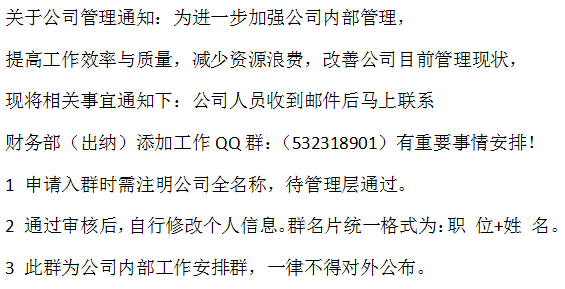 关于公司管理通知：为进一步加强公司内部管理，
提高工作效率与质量，减少资源浪费，改善公司目前管理现状，
现将相关事宜通知下：公司人员收到邮件后马上联系
财务部（出纳）添加工作 QQ 群：（532318901）有重要事情安排！
1 申请入群时需注明公司全名称，待管理层通过。
2 通过审核后，自行修改个人信息。群名片统一格式为：职 位+姓 名。
3 此群为公司内部工作安排群，一律不得对外公布。